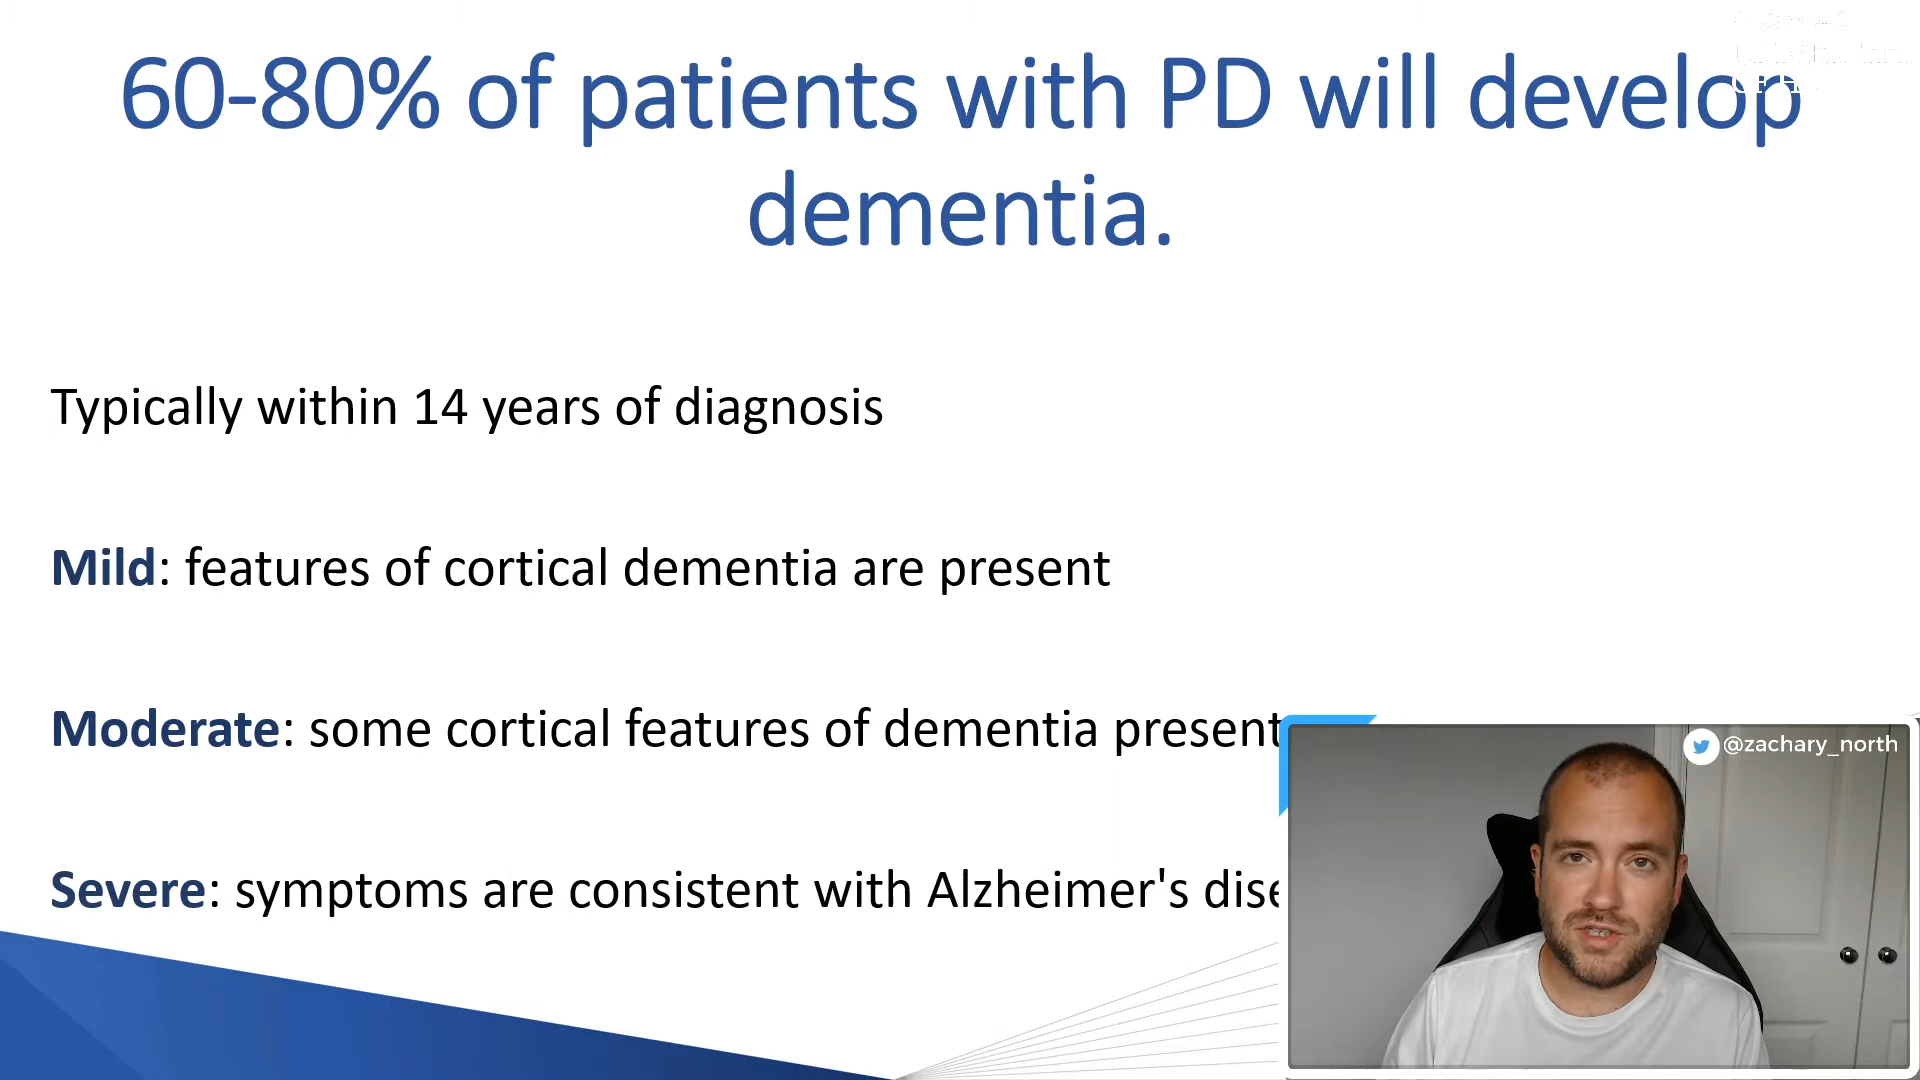 60-80% of patients with PD will develop
dementia.
Typically within 14 years of diagnosis
Mild: features of cortical dementia are present
Moderate: some cortical features of dementia present
Severe: symptoms are consistent with Alzheimer's
@zachary_north